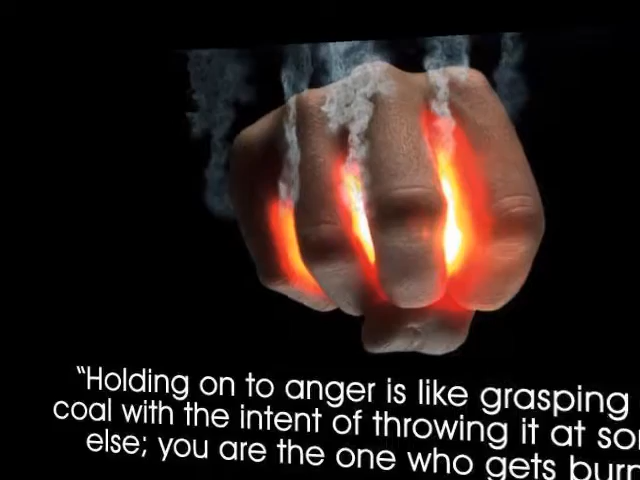 “Holding on to anger is like grasping
coal with the intent of throwing it at
else; you are the one who gets